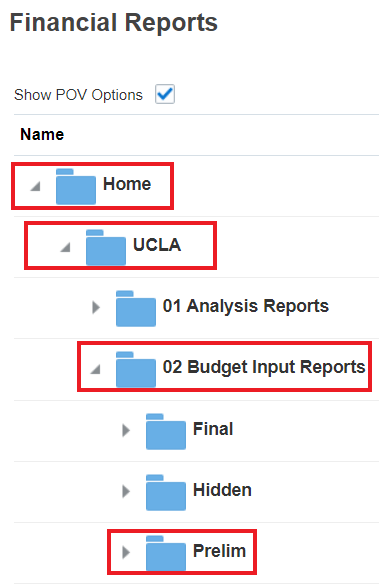 Financial Reports
Show POV Options
Name
Home
UCLA
01 Analysis Reports
02 Budget Input Reports
Final
Hidden
Prelim